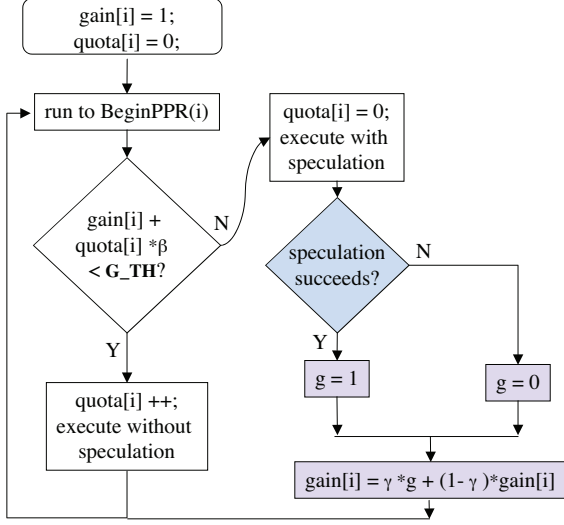 gain[i] = 1;
quota[i] = 0;
run to BeginPPR(i)
gain[i] +
quota[i] *β
< G_TH?
N
Y
quota[i] ++;
execute without
speculation
quota[i] = 0;
execute with
speculation
speculation
succeeds?
N
Y
g = 1
g = 0
gain[i] = γ *g + (1- γ )*gain[i]